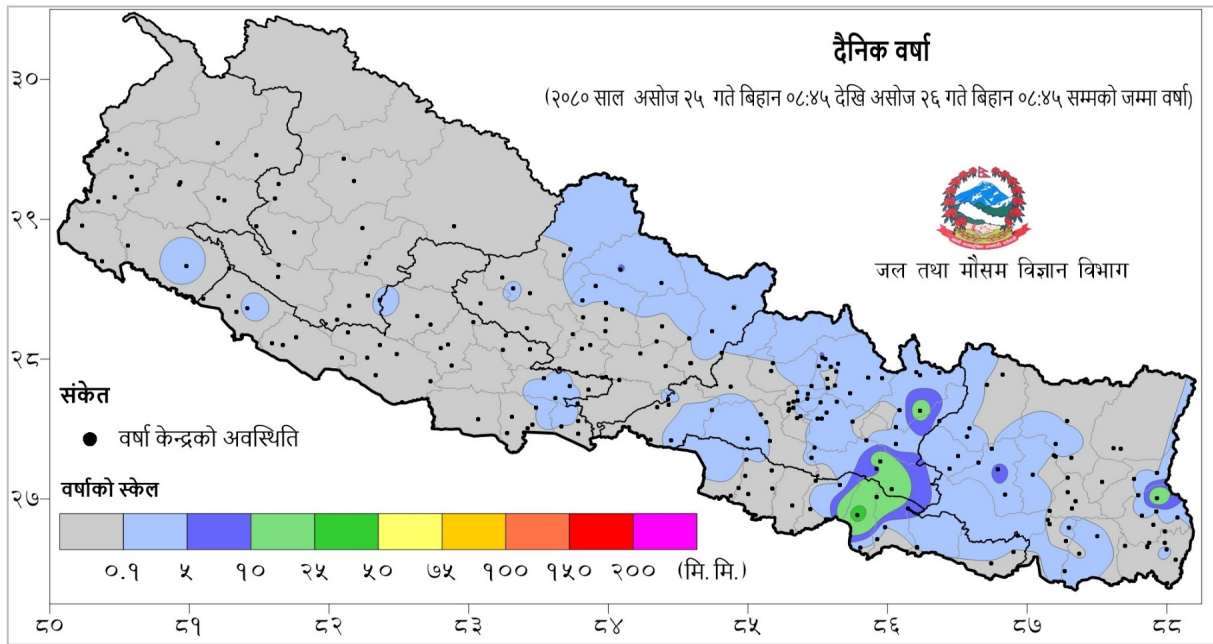 दैनिक वर्षा
(२०८० साल असोज २५ गते बिहान ०८:४५ देखि असोज २६ गते बिहान ०८:४५ सम्मको जम्मा वर्षा)
जल तथा मौसम विज्ञान विभाग
३०
२९
२८
२७
संकेत
वर्षा केन्द्रको अवस्थिति
वर्षाको स्केल
०.१ ५ १० २५ ५० ७५ १०० १५० २०० (मि.मि.)
८० ८१ ८२ ८३ ८४ ८५ ८६ ८७ ८८